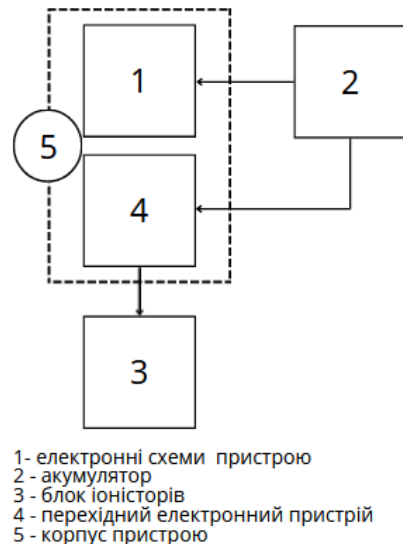 1
2
5
4
3
1- електронні схеми пристрою
2 - акумулятор
3 - блок іоністорів
4 - перехідний електронний пристрій
5 - корпус пристрою